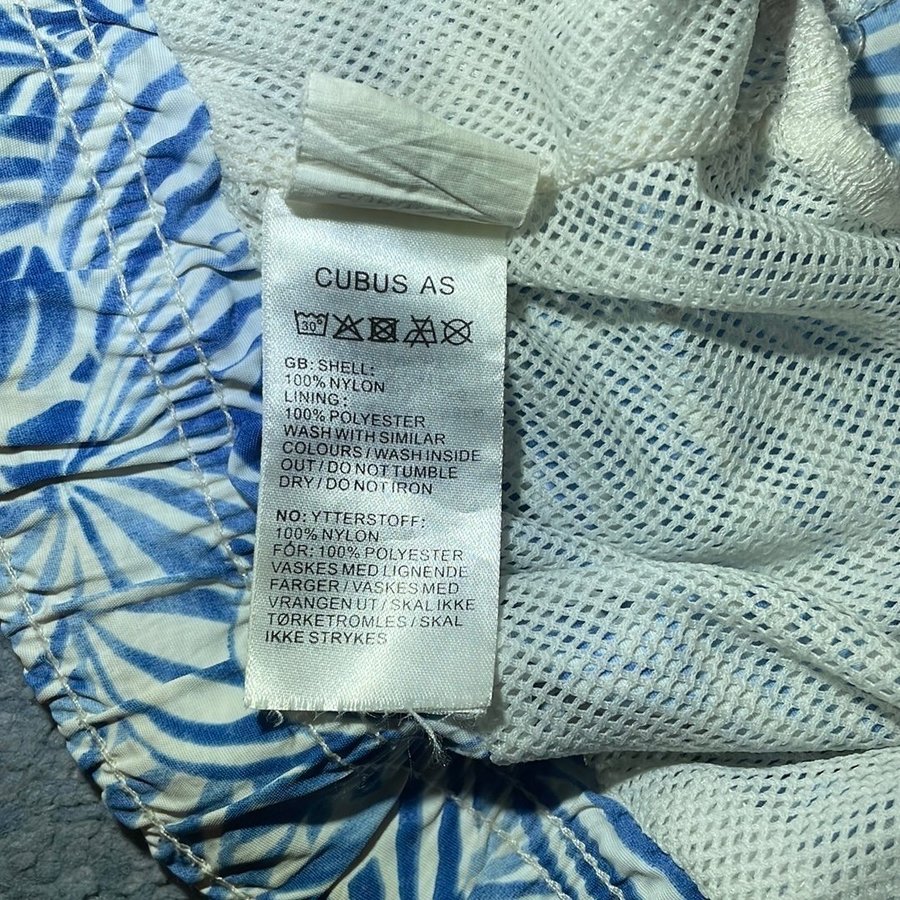 CUBUS AS
30°
GB: SHELL:
100% NYLON
LINING:
100% POLYESTER
WASH WITH SIMILAR
COLOURS / WASH INSIDE
OUT / DO NOT TUMBLE
DRY / DO NOT IRON
NO: YTTERSTOFF:
100% NYLON
FÔR: 100% POLYESTER
VASKES MED LIGNENDE
FARGER / VASKES MED
VRANGEN UT / SKAL IKKE
TØRKETROMLES / SKAL
IKKE STRYKES